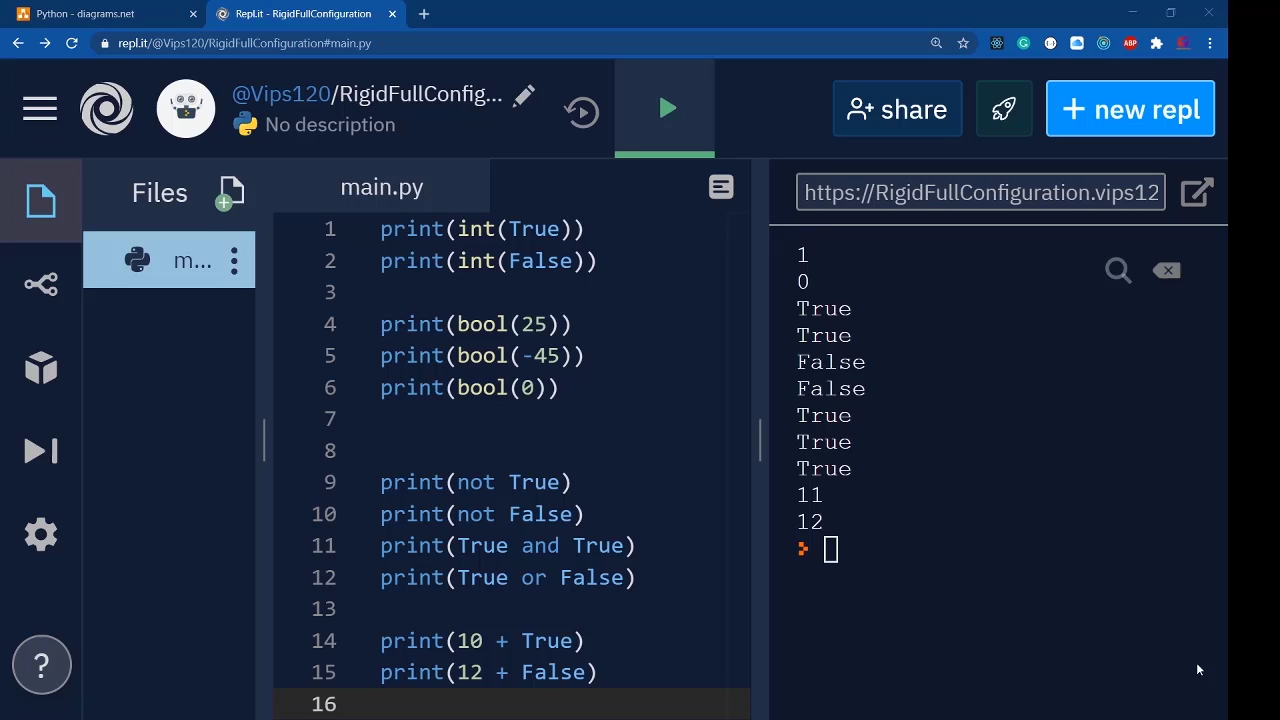 Python - diagrams.net
Repl.it - RigidFullConfiguration
repl.it/@Vips120/RigidFullConfiguration#main.py
ABP
@Vips120/RigidFullConfig...
No description
share
new repl
Files
main.py
https://RigidFullConfiguration.vips12
m...
1 print(int(True))
2 print(int(False))
3
4 print(bool(25))
5 print(bool(-45))
6 print(bool(0))
7
8
9 print(not True)
10 print(not False)
11 print(True and True)
12 print(True or False)
13
14 print(10 + True)
15 print(12 + False)
16
1
0
True
True
False
False
True
True
True
11
12
?